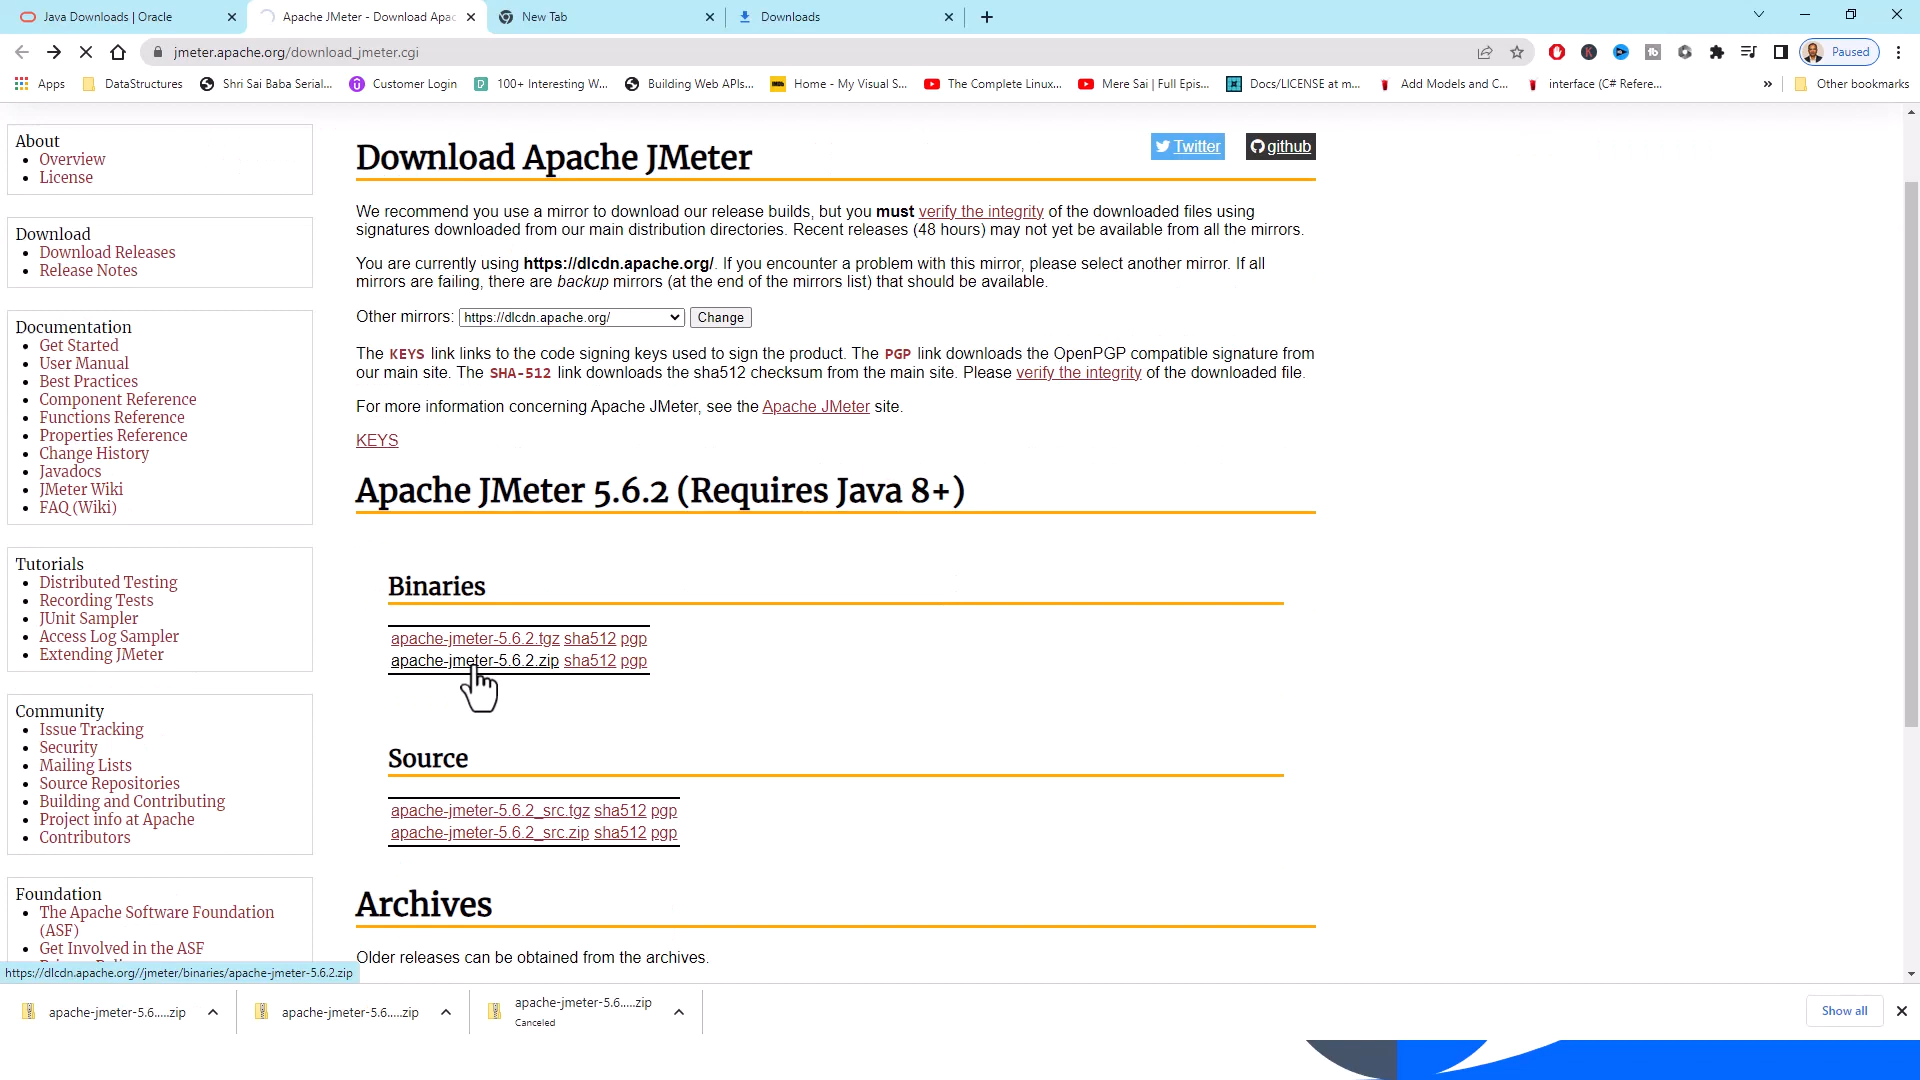 Java Downloads | Oracle
Apache JMeter - Download Apac
New Tab
Downloads
jmeter.apache.org/download_jmeter.cgi
Paused
Apps
DataStructures
Shri Sai Baba Serial...
Customer Login
100+ Interesting W...
Building Web APIs...
Home - My Visual S...
The Complete Linux...
Mere Sai | Full Epis...
Docs/LICENSE at m...
Add Models and C...
interface (C# Refere...
Other bookmarks
About
Overview
License
Download
Download Releases
Release Notes
Documentation
Get Started
User Manual
Best Practices
Component Reference
Functions Reference
Properties Reference
Change History
Javadocs
JMeter Wiki
FAQ (Wiki)
Tutorials
Distributed Testing
Recording Tests
JUnit Sampler
Access Log Sampler
Extending JMeter
Community
Issue Tracking
Security
Mailing Lists
Source Repositories
Building and Contributing
Project info at Apache
Contributors
Foundation
The Apache Software Foundation
(ASF)
Get Involved in the ASF
Twitter
github
Download Apache JMeter
We recommend you use a mirror to download our release builds, but you must verify the integrity of the downloaded files using
signatures downloaded from our main distribution directories. Recent releases (48 hours) may not yet be available from all the mirrors.
You are currently using https://dlcdn.apache.org/. If you encounter a problem with this mirror, please select another mirror. If all
mirrors are failing, there are backup mirrors (at the end of the mirrors list) that should be available.
Other mirrors: https://dlcdn.apache.org/ Change
The KEYS link links to the code signing keys used to sign the product. The PGP link downloads the OpenPGP compatible signature from
our main site. The SHA-512 link downloads the sha512 checksum from the main site. Please verify the integrity of the downloaded file.
For more information concerning Apache JMeter, see the Apache JMeter site.
KEYS
Apache JMeter 5.6.2 (Requires Java 8+)
Binaries
apache-jmeter-5.6.2.tgz sha512 pgp
apache-jmeter-5.6.2.zip sha512 pgp
Source
apache-jmeter-5.6.2_src.tgz sha512 pgp
apache-jmeter-5.6.2_src.zip sha512 pgp
Archives
Older releases can be obtained from the archives.
https://dlcdn.apache.org//jmeter/binaries/apache-jmeter-5.6.2.zip
apache-jmeter-5.6.....zip
apache-jmeter-5.6.....zip
apache-jmeter-5.6.....zip
Canceled
Show all